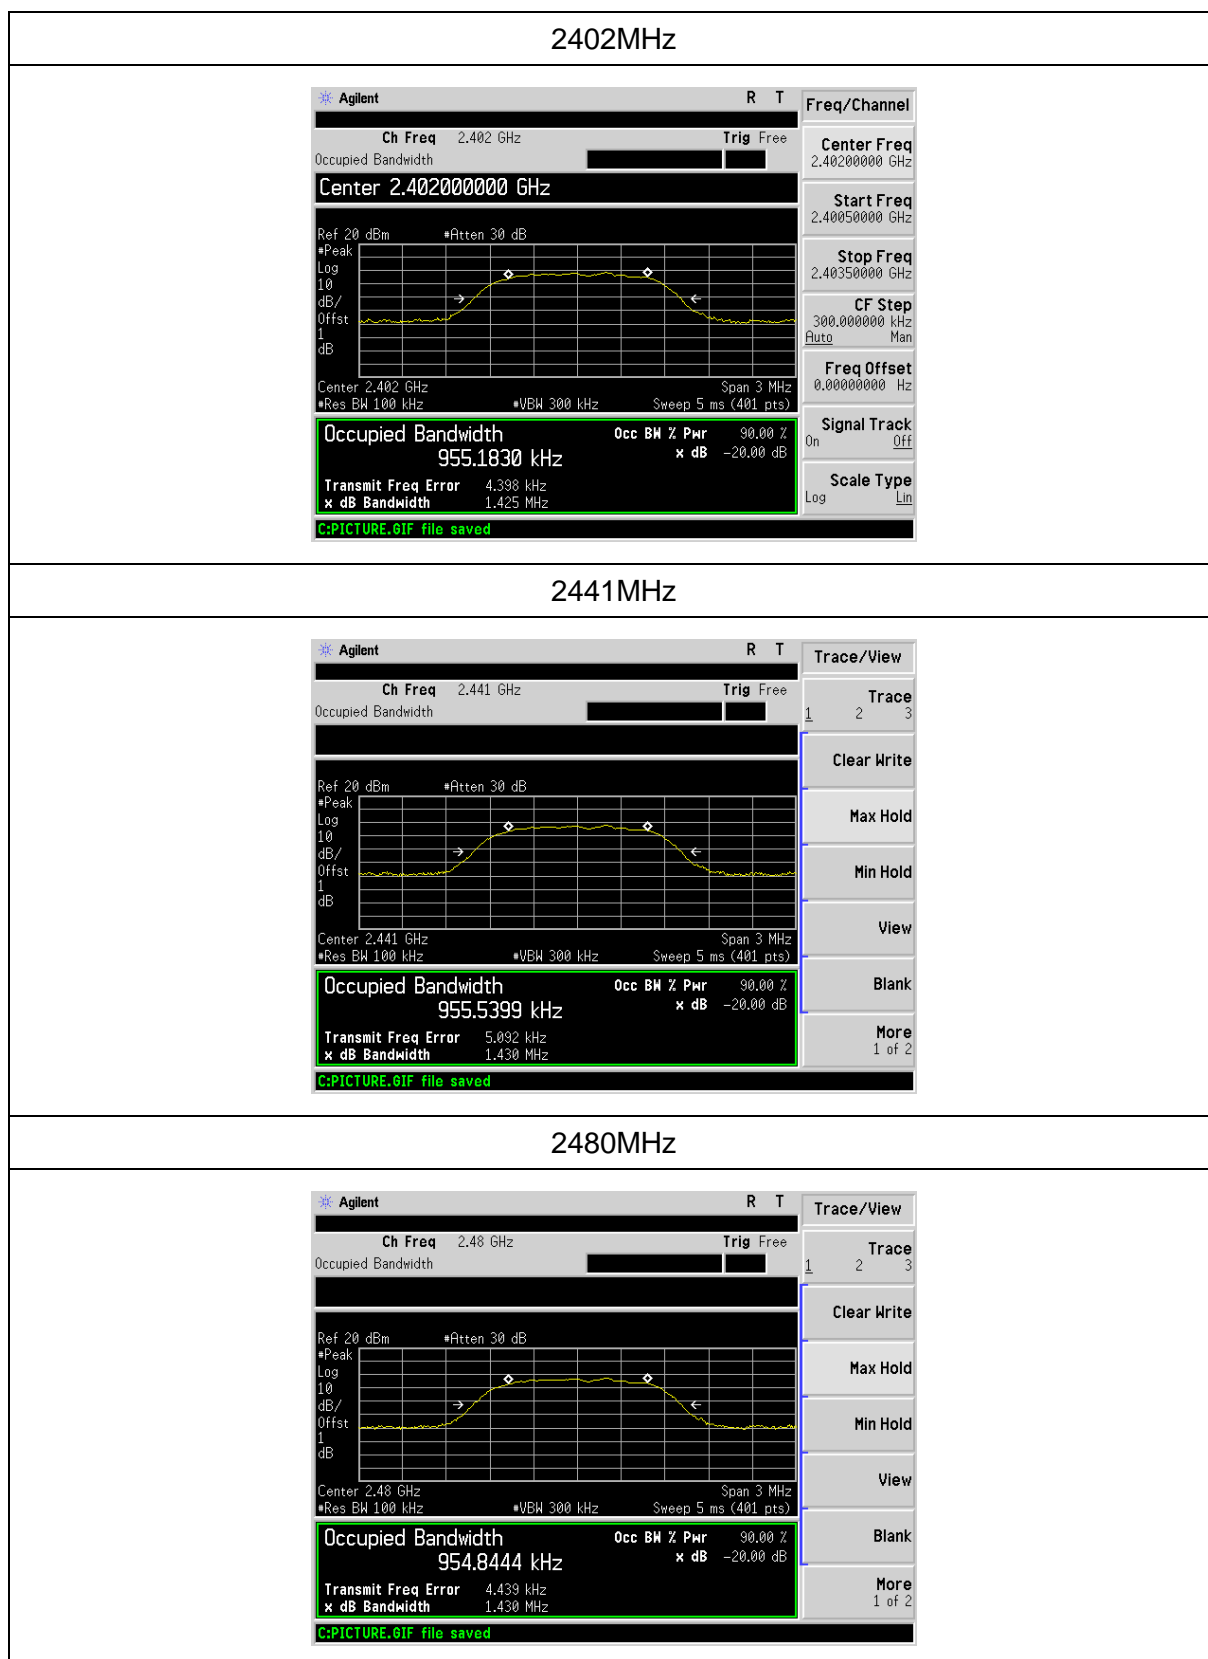 2402MHz
Agilent R T
Freq/Channel
Ch Freq 2.402 GHz Trig Free
Occupied Bandwidth
Center Freq
2.40200000 GHz
Center 2.402000000 GHz
Start Freq
2.40050000 GHz
Ref 20 dBm #Atten 30 dB
#Peak
Log
10
dB/
Offst
1
dB
Stop Freq
2.40350000 GHz
CF Step
300.000000 kHz
Auto Man
Freq Offset
0.00000000 Hz
Center 2.402 GHz Span 3 MHz
#Res BW 100 kHz #VBW 300 kHz Sweep 5 ms (401 pts)
Signal Track
On Off
Occupied Bandwidth Occ BW % Pwr 90.00 %
955.1830 kHz x dB -20.00 dB
Scale Type
Log Lin
Transmit Freq Error 4.398 kHz
x dB Bandwidth 1.425 MHz
C:PICTURE.GIF file saved
2441MHz
Agilent R T
Trace/View
Ch Freq 2.441 GHz Trig Free
Occupied Bandwidth
Trace
1 2 3
Clear Write
Ref 20 dBm #Atten 30 dB
#Peak
Log
10
dB/
Offst
1
dB
Max Hold
Min Hold
View
Center 2.441 GHz Span 3 MHz
#Res BW 100 kHz #VBW 300 kHz Sweep 5 ms (401 pts)
Occupied Bandwidth Occ BW % Pwr 90.00 %
955.5399 kHz x dB -20.00 dB
Blank
Transmit Freq Error 5.092 kHz
x dB Bandwidth 1.430 MHz
More
1 of 2
C:PICTURE.GIF file saved
2480MHz
Agilent R T
Trace/View
Ch Freq 2.48 GHz Trig Free
Occupied Bandwidth
Trace
1 2 3
Clear Write
Ref 20 dBm #Atten 30 dB
#Peak
Log
10
dB/
Offst
1
dB
Max Hold
Min Hold
View
Center 2.48 GHz Span 3 MHz
#Res BW 100 kHz #VBW 300 kHz Sweep 5 ms (401 pts)
Occupied Bandwidth Occ BW % Pwr 90.00 %
954.8444 kHz x dB -20.00 dB
Blank
Transmit Freq Error 4.439 kHz
x dB Bandwidth 1.430 MHz
More
1 of 2
C:PICTURE.GIF file saved